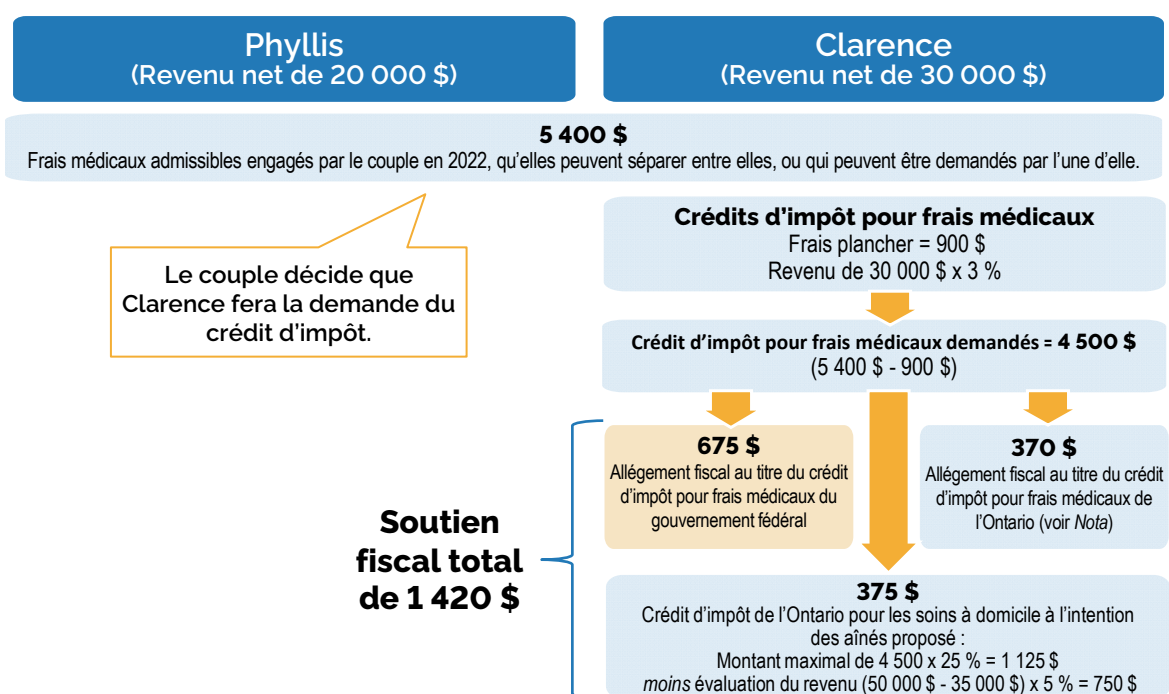 Phyllis
(Revenu net de 20 000 $)
Clarence
(Revenu net de 30 000 $)
5 400 $
Frais médicaux admissibles engagés par le couple en 2022, qu'elles peuvent séparer entre elles, ou qui peuvent être demandés par l'une d'elle.
Le couple décide que
Clarence fera la demande du
crédit d'impôt.
Crédits d'impôt pour frais médicaux
Frais plancher = 900 $
Revenu de 30 000 $ x 3 %
Crédit d'impôt pour frais médicaux demandés = 4 500 $
(5 400 $ - 900 $)
Soutien
fiscal total
de 1 420 $
675 $
Allégement fiscal au titre du crédit
d'impôt pour frais médicaux du
gouvernement fédéral
370 $
Allégement fiscal au titre du crédit
d'impôt pour frais médicaux de
l'Ontario (voir Nota)
375 $
Crédit d'impôt de l'Ontario pour les soins à domicile à l'intention
des aînés proposé :
Montant maximal de 4 500 x 25 % = 1 125 $
moins évaluation du revenu (50 000 $ - 35 000 $) x 5 % = 750 $